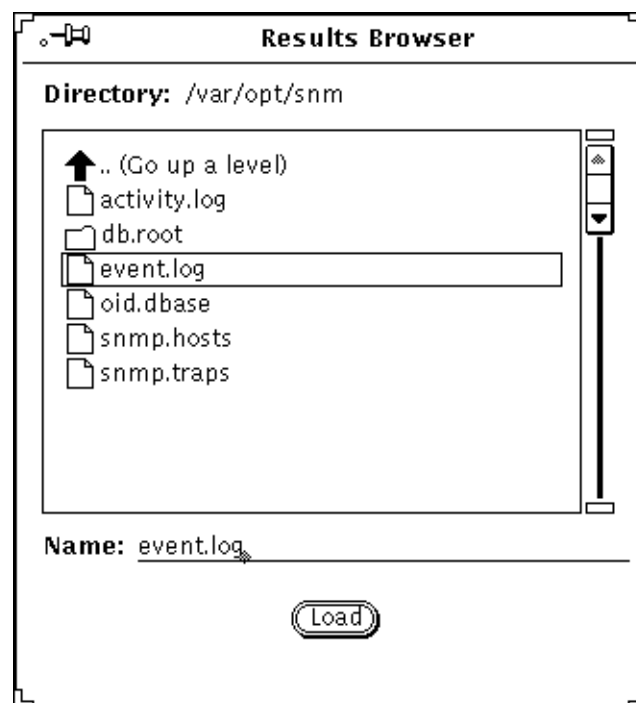 Results Browser
Directory: /var/opt/snm
.. (Go up a level)
activity.log
db.root
event.log
oid.dbase
snmp.hosts
snmp.traps
Name: event.log
Load